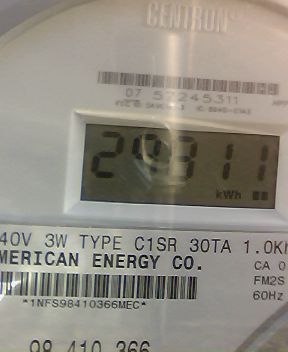 CENTRON
07 57245311
29311
kWh
40V 3W TYPE C1SR 30TA 1.0K
MERICAN ENERGY CO.
CA 0
FM2S
60Hz
*1NFS98410366MEC*
98 410 366